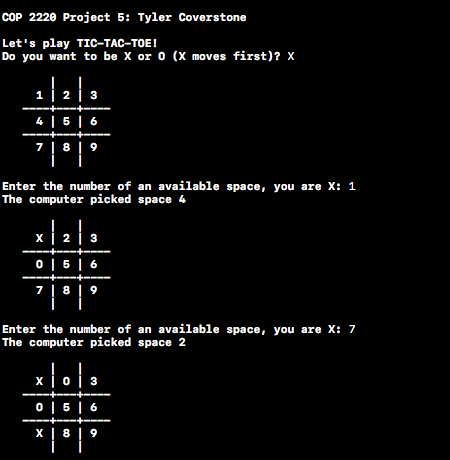 COP 2220 Project 5: Tyler Coverstone
Let's play TIC-TAC-TOE!
Do you want to be X or O (X moves first)? X
     |   |
   1 | 2 | 3
 ----+---+----
   4 | 5 | 6
 ----+---+----
   7 | 8 | 9
     |   |
Enter the number of an available space, you are X: 1
The computer picked space 4
     |   |
   X | 2 | 3
 ----+---+----
   O | 5 | 6
 ----+---+----
   7 | 8 | 9
     |   |
Enter the number of an available space, you are X: 7
The computer picked space 2
     |   |
   X | O | 3
 ----+---+----
   O | 5 | 6
 ----+---+----
   X | 8 | 9
     |   |